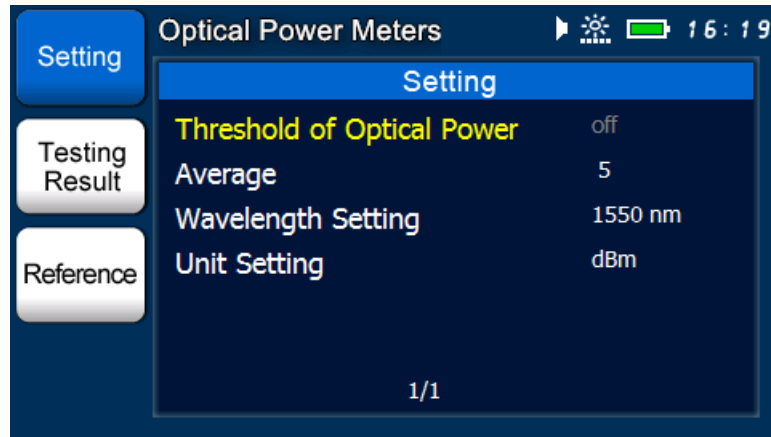 Setting
Optical Power Meters
16:19
Setting
Testing
Result
Reference
Threshold of Optical Power off
Average 5
Wavelength Setting 1550 nm
Unit Setting dBm
1/1